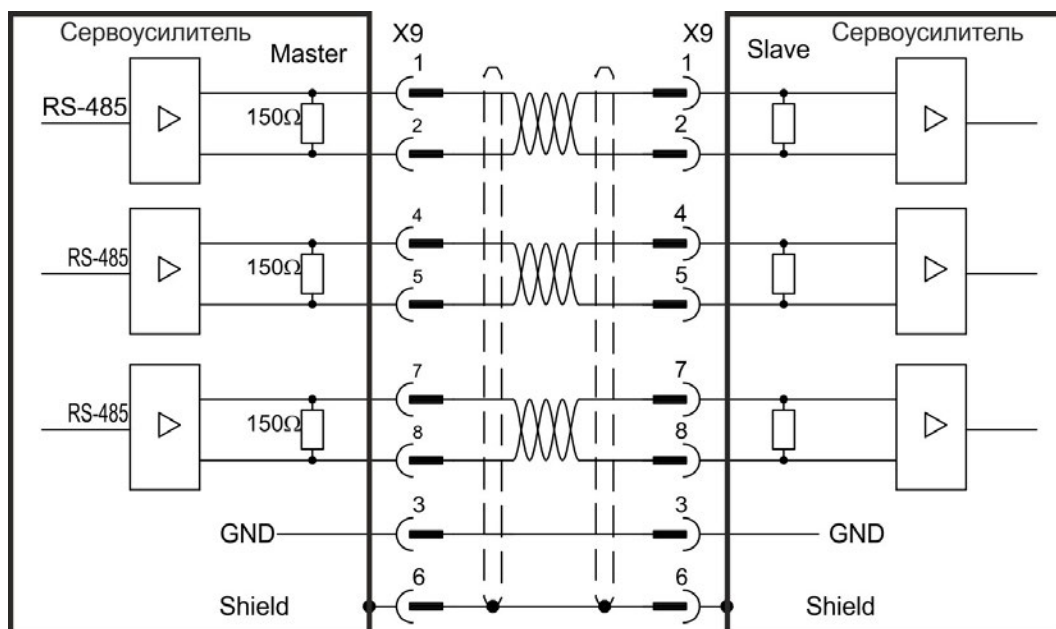 Сервоусилитель
Master
X9
X9
Slave
Сервоусилитель
RS-485
150Ω
1
2
1
2
RS-485
150Ω
4
5
4
5
RS-485
150Ω
7
8
7
8
GND
3
3
GND
Shield
6
6
Shield